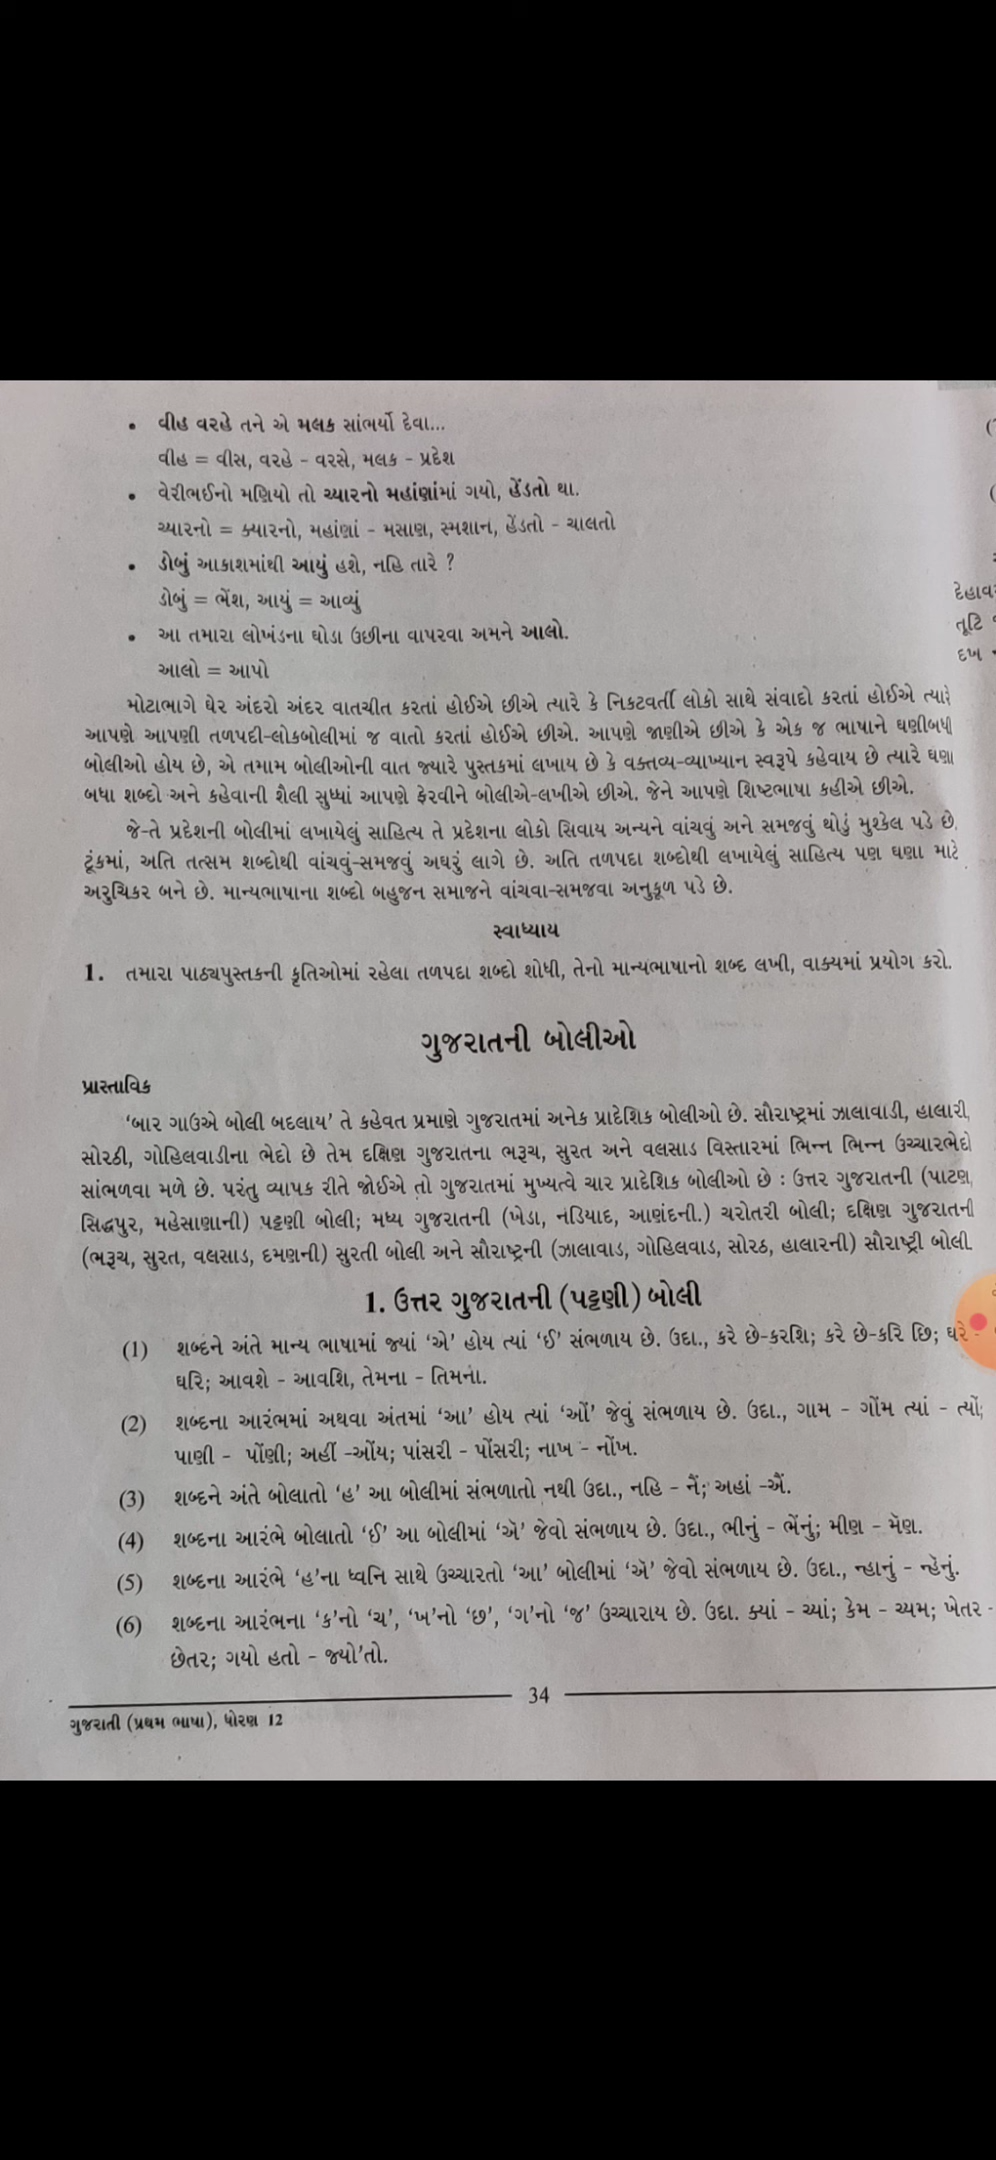 • વીહ વરહે તને એ મલક સાંભર્યો દેવા...
વીહ = વીસ, વરહે - વરસે, મલક - પ્રદેશ
• વેરીભઈનો મણિયો તો ચ્યારનો મહાંણાંમાં ગયો, હેંડતો થા.
ચ્યારનો = ક્યારનો, મહાંણાં - મસાણ, સ્મશાન, હેંડતો - ચાલતો
• ડોબું આકાશમાંથી આયું હશે, નહિ તારે ?
ડોબું = ભેંશ, આયું = આવ્યું
• આ તમારા લોખંડના ઘોડા ઉછીના વાપરવા અમને આલો.
આલો = આપો
મોટાભાગે ઘેર અંદરો અંદર વાતચીત કરતાં હોઈએ છીએ ત્યારે કે નિકટવર્તી લોકો સાથે સંવાદો કરતાં હોઈએ ત્યારે
આપણે આપણી તળપદી-લોકબોલીમાં જ વાતો કરતાં હોઈએ છીએ. આપણે જાણીએ છીએ કે એક જ ભાષાને ઘણીબધી
બોલીઓ હોય છે, એ તમામ બોલીઓની વાત જ્યારે પુસ્તકમાં લખાય છે કે વક્તવ્ય-વ્યાખ્યાન સ્વરૂપે કહેવાય છે ત્યારે ઘણા
બધા શબ્દો અને કહેવાની શૈલી સુધ્ધાં આપણે ફેરવીને બોલીએ-લખીએ છીએ. જેને આપણે શિષ્ટભાષા કહીએ છીએ.
જે-તે પ્રદેશની બોલીમાં લખાયેલું સાહિત્ય તે પ્રદેશના લોકો સિવાય અન્યને વાંચવું અને સમજવું થોડું મુશ્કેલ પડે છે.
ટૂંકમાં, અતિ તત્સમ શબ્દોથી વાંચવું-સમજવું અઘરું લાગે છે. અતિ તળપદા શબ્દોથી લખાયેલું સાહિત્ય પણ ઘણા માટે
અરુચિકર બને છે. માન્યભાષાના શબ્દો બહુજન સમાજને વાંચવા-સમજવા અનુકૂળ પડે છે.
સ્વાધ્યાય
1. તમારા પાઠ્યપુસ્તકની કૃતિઓમાં રહેલા તળપદા શબ્દો શોધી, તેનો માન્યભાષાનો શબ્દ લખી, વાક્યમાં પ્રયોગ કરો.
ગુજરાતની બોલીઓ
પ્રાસ્તાવિક
‘બાર ગાઉએ બોલી બદલાય’ તે કહેવત પ્રમાણે ગુજરાતમાં અનેક પ્રાદેશિક બોલીઓ છે. સૌરાષ્ટ્રમાં ઝાલાવાડી, હાલારી,
સોરઠી, ગોહિલવાડીના ભેદો છે તેમ દક્ષિણ ગુજરાતના ભરૂચ, સુરત અને વલસાડ વિસ્તારમાં ભિન્ન ભિન્ન ઉચ્ચારભેદો
સાંભળવા મળે છે. પરંતુ વ્યાપક રીતે જોઈએ તો ગુજરાતમાં મુખ્યત્વે ચાર પ્રાદેશિક બોલીઓ છે : ઉત્તર ગુજરાતની (પાટણ,
સિદ્ધપુર, મહેસાણાની) પટ્ટણી બોલી; મધ્ય ગુજરાતની (ખેડા, નડિયાદ, આણંદની.) ચરોતરી બોલી; દક્ષિણ ગુજરાતની
(ભરૂચ, સુરત, વલસાડ, દમણની) સુરતી બોલી અને સૌરાષ્ટ્રની (ઝાલાવાડ, ગોહિલવાડ, સોરઠ, હાલારની) સૌરાષ્ટ્રી બોલી.
1. ઉત્તર ગુજરાતની (પટ્ટણી) બોલી
(1) શબ્દને અંતે માન્ય ભાષામાં જ્યાં ‘એ’ હોય ત્યાં ‘ઈ’ સંભળાય છે. ઉદા., કરે છે-કરશિ; કરે છે-કરિ છિ; ઘરે -
ઘરિ; આવશે - આવશિ, તેમના - તિમના.
(2) શબ્દના આરંભમાં અથવા અંતમાં ‘આ’ હોય ત્યાં ‘ઑ’ જેવું સંભળાય છે. ઉદા., ગામ - ગૉંમ ત્યાં - ત્યૉં;
પાણી - પૉંણી; અહીં -ઑંય; પાંસરી - પૉંસરી; નાખ - નૉંખ.
(3) શબ્દને અંતે બોલાતો ‘હ’ આ બોલીમાં સંભળાતો નથી ઉદા., નહિ - નૈં; અહાં -ઐં.
(4) શબ્દના આરંભે બોલાતો ‘ઈ’ આ બોલીમાં ‘ઍ’ જેવો સંભળાય છે. ઉદા., ભીનું - ભેંનું; મીણ - મૅણ.
(5) શબ્દના આરંભે ‘હ’ના ધ્વનિ સાથે ઉચ્ચારતો ‘આ’ બોલીમાં ‘ઍ’ જેવો સંભળાય છે. ઉદા., ન્હાનું - ન્હૅનું.
(6) શબ્દના આરંભના ‘ક’નો ‘ચ’, ‘ખ’નો ‘છ’, ‘ગ’નો ‘જ’ ઉચ્ચારાય છે. ઉદા. ક્યાં - ચ્યાં; કેમ - ચ્યમ; ખેતર -
છેતર; ગયો હતો - જ્યો’તો.
34
ગુજરાતી (પ્રથમ ભાષા), ધોરણ 12